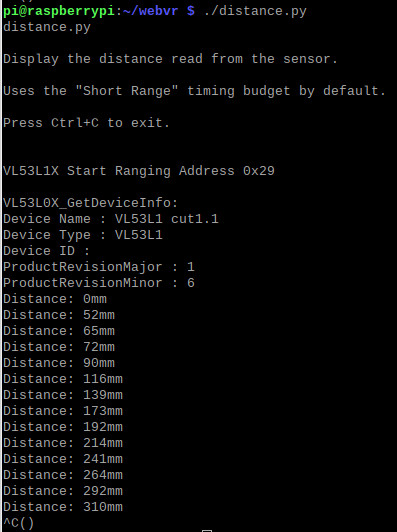 pi@raspberrypi:~/webvr $ ./distance.py
distance.py
Display the distance read from the sensor.
Uses the "Short Range" timing budget by default.
Press Ctrl+C to exit.
VL53L1X Start Ranging Address 0x29
VL53L0X_GetDeviceInfo:
Device Name : VL53L1 cut1.1
Device Type : VL53L1
Device ID :
ProductRevisionMajor : 1
ProductRevisionMinor : 6
Distance: 0mm
Distance: 52mm
Distance: 65mm
Distance: 72mm
Distance: 90mm
Distance: 116mm
Distance: 139mm
Distance: 173mm
Distance: 192mm
Distance: 214mm
Distance: 241mm
Distance: 264mm
Distance: 292mm
Distance: 310mm
^C()